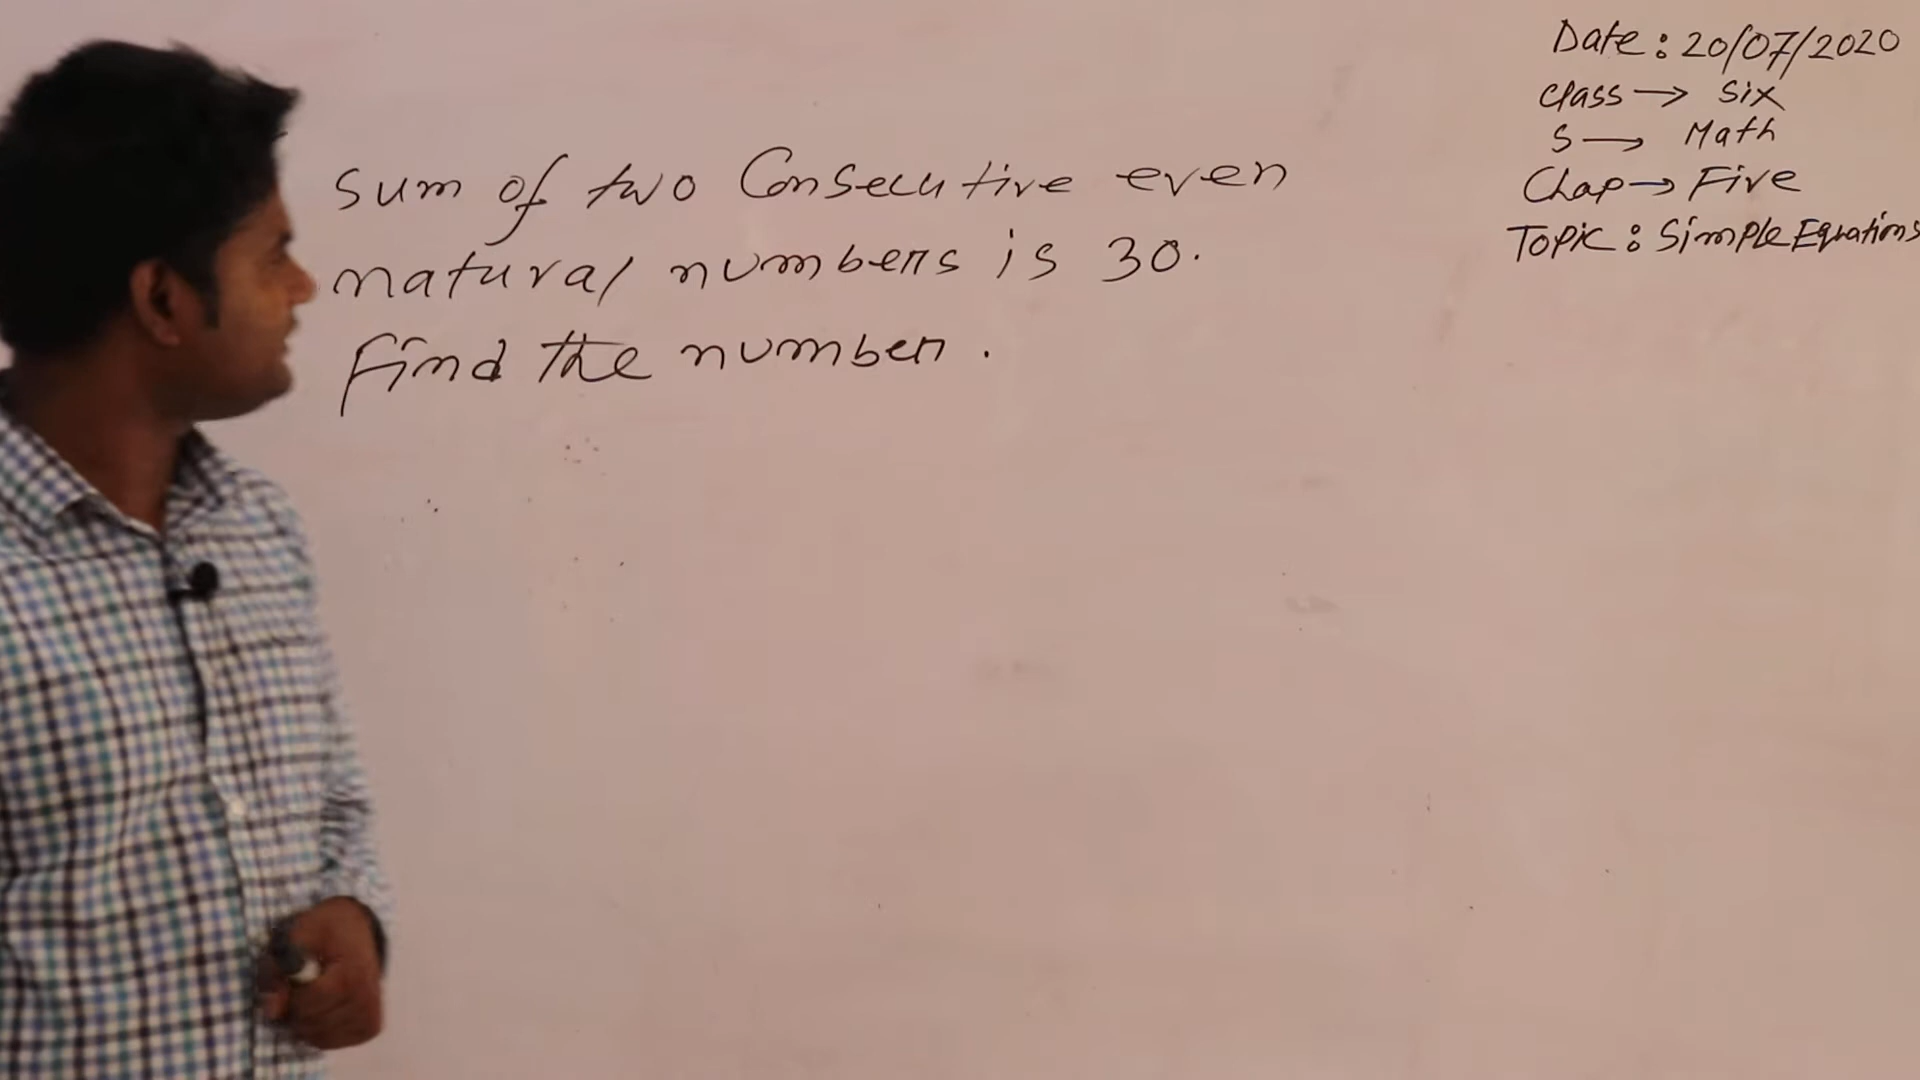 Sum of two Consecutive even
natural numbers is 30.
Find the number.
Date: 20/07/2020
Class → Six
S → Math
Chap → Five
Topic: Simple Equations